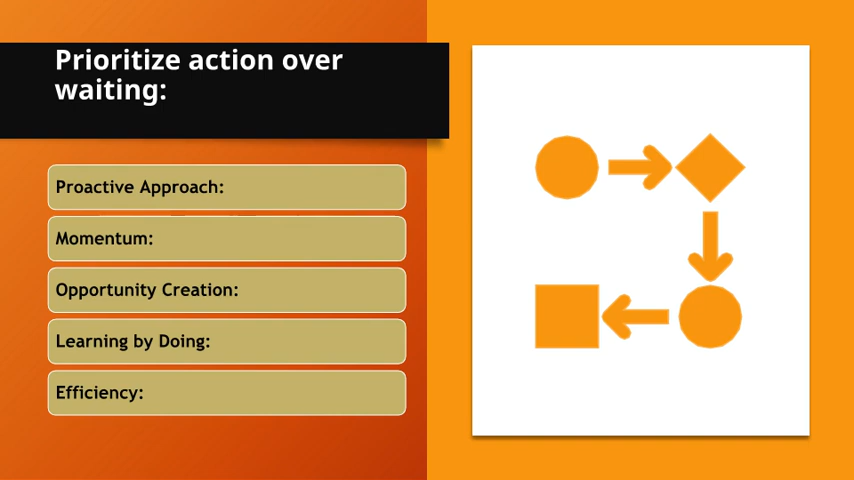 Prioritize action over
waiting:
Proactive Approach:
Momentum:
Opportunity Creation:
Learning by Doing:
Efficiency: